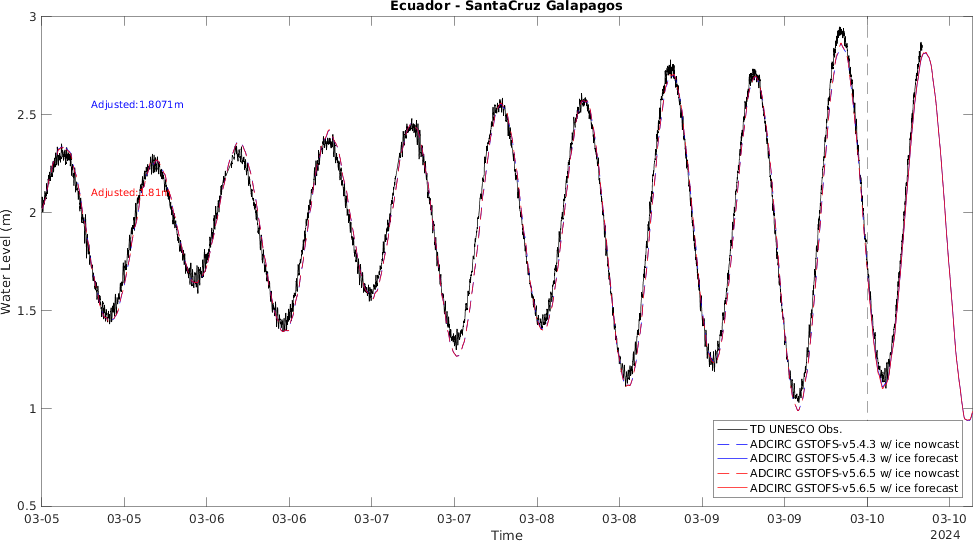 Ecuador - SantaCruz Galapagos
3
2.5
2
1.5
1
0.5
Water Level (m)
Adjusted:1.8071m
Adjusted:1.81m
TD UNESCO Obs.
ADCIRC GSTOFS-v5.4.3 w/ ice nowcast
ADCIRC GSTOFS-v5.4.3 w/ ice forecast
ADCIRC GSTOFS-v5.6.5 w/ ice nowcast
ADCIRC GSTOFS-v5.6.5 w/ ice forecast
03-05 03-05 03-06 03-06 03-07 03-07 03-08 03-08 03-09 03-09 03-10 03-10
Time
2024